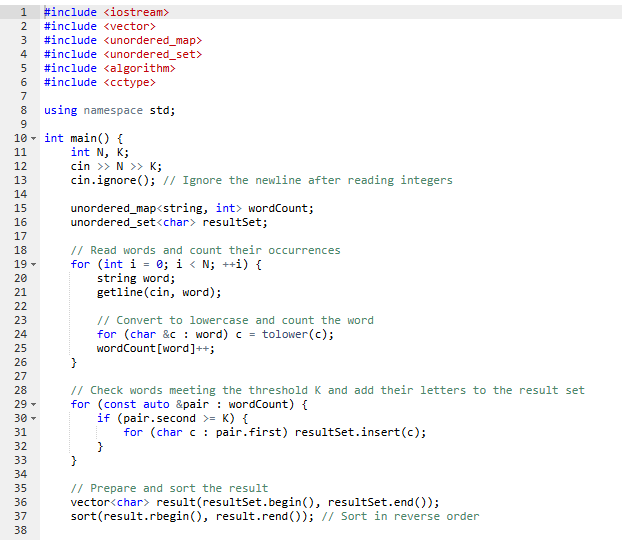 1 #include <iostream>
2 #include <vector>
3 #include <unordered_map>
4 #include <unordered_set>
5 #include <algorithm>
6 #include <cctype>
7
8 using namespace std;
9
10 int main() {
11     int N, K;
12     cin >> N >> K;
13     cin.ignore(); // Ignore the newline after reading integers
14
15     unordered_map<string, int> wordCount;
16     unordered_set<char> resultSet;
17
18     // Read words and count their occurrences
19     for (int i = 0; i < N; ++i) {
20         string word;
21         getline(cin, word);
22
23         // Convert to lowercase and count the word
24         for (char &c : word) c = tolower(c);
25         wordCount[word]++;
26     }
27
28     // Check words meeting the threshold K and add their letters to the result set
29     for (const auto &pair : wordCount) {
30         if (pair.second >= K) {
31             for (char c : pair.first) resultSet.insert(c);
32         }
33     }
34
35     // Prepare and sort the result
36     vector<char> result(resultSet.begin(), resultSet.end());
37     sort(result.rbegin(), result.rend()); // Sort in reverse order
38